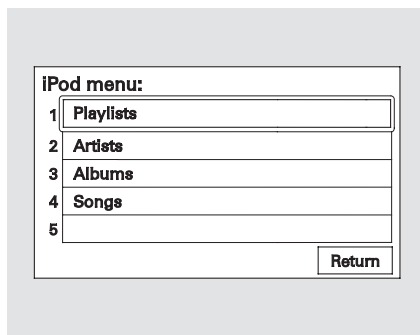 iPod menu:
1 Playlists
2 Artists
3 Albums
4 Songs
5
Return